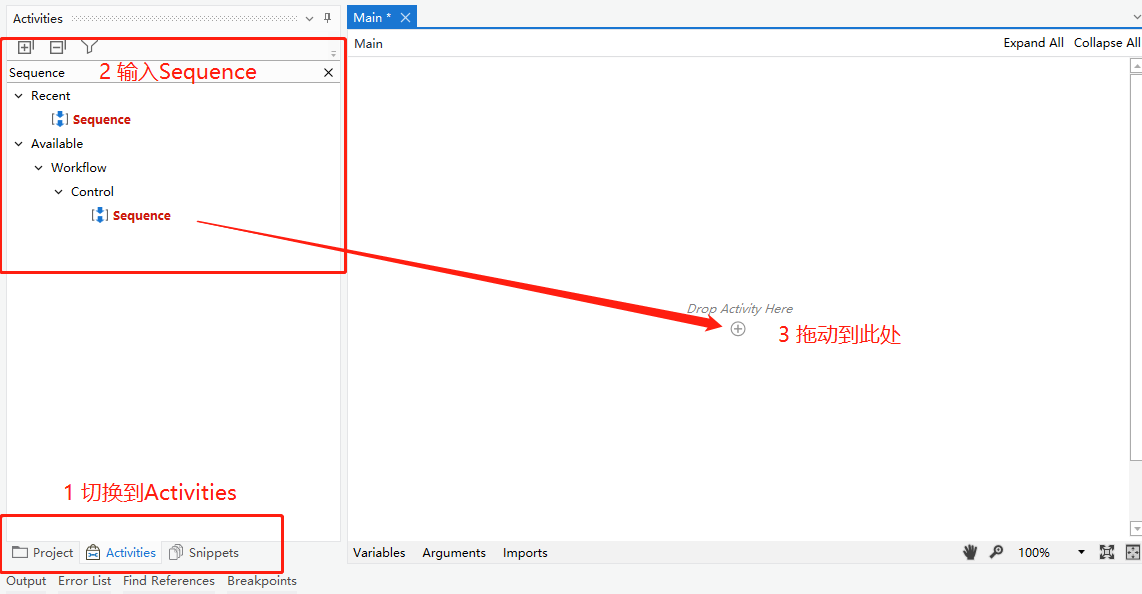 Activities
Main *
Main
Expand All
Collapse All
Sequence
2 输入Sequence
Recent
Sequence
Available
Workflow
Control
Sequence
Drop Activity Here
3 拖动到此处
1 切换到Activities
Project
Activities
Snippets
Variables
Arguments
Imports
100%
Output
Error List
Find References
Breakpoints